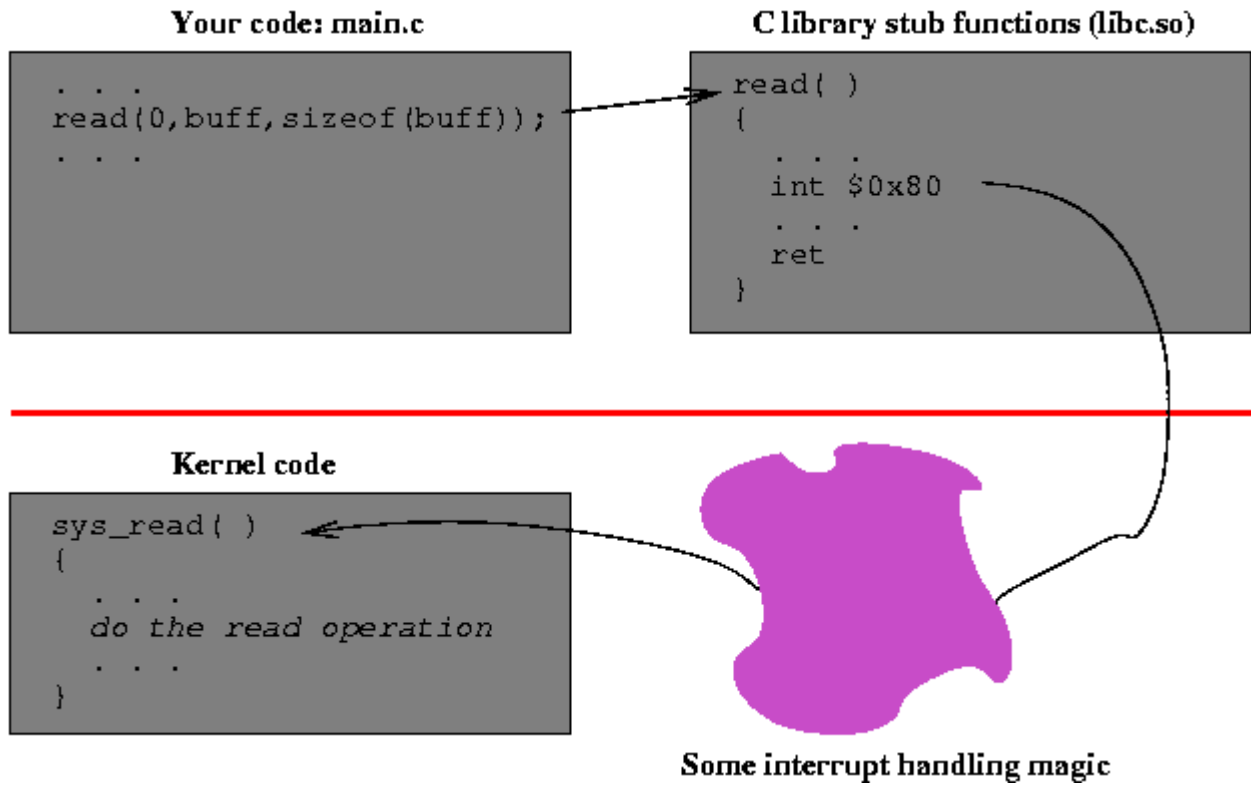 Your code: main.c
. . .
read(0,buff,sizeof(buff));
. . .
C library stub functions (libc.so)
read( )
{
. . .
int $0x80
. . .
ret
}
Kernel code
sys_read( )
{
. . .
do the read operation
. . .
}
Some interrupt handling magic